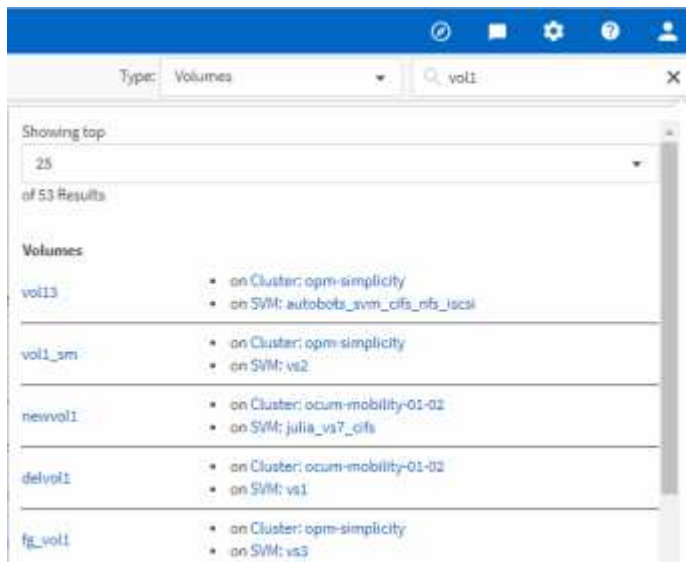 Type: Volumes vol1
Showing top
25
of 53 Results
Volumes
vol13
• on Cluster: opm-simplicity
• on SVM: autobots_svm_cifs_nfs_iscsi
vol1_sm
• on Cluster: opm-simplicity
• on SVM: vs2
newvol1
• on Cluster: ocum-mobility-01-02
• on SVM: julia_vs7_cifs
delvol1
• on Cluster: ocum-mobility-01-02
• on SVM: vs1
fg_vol1
• on Cluster: opm-simplicity
• on SVM: vs3